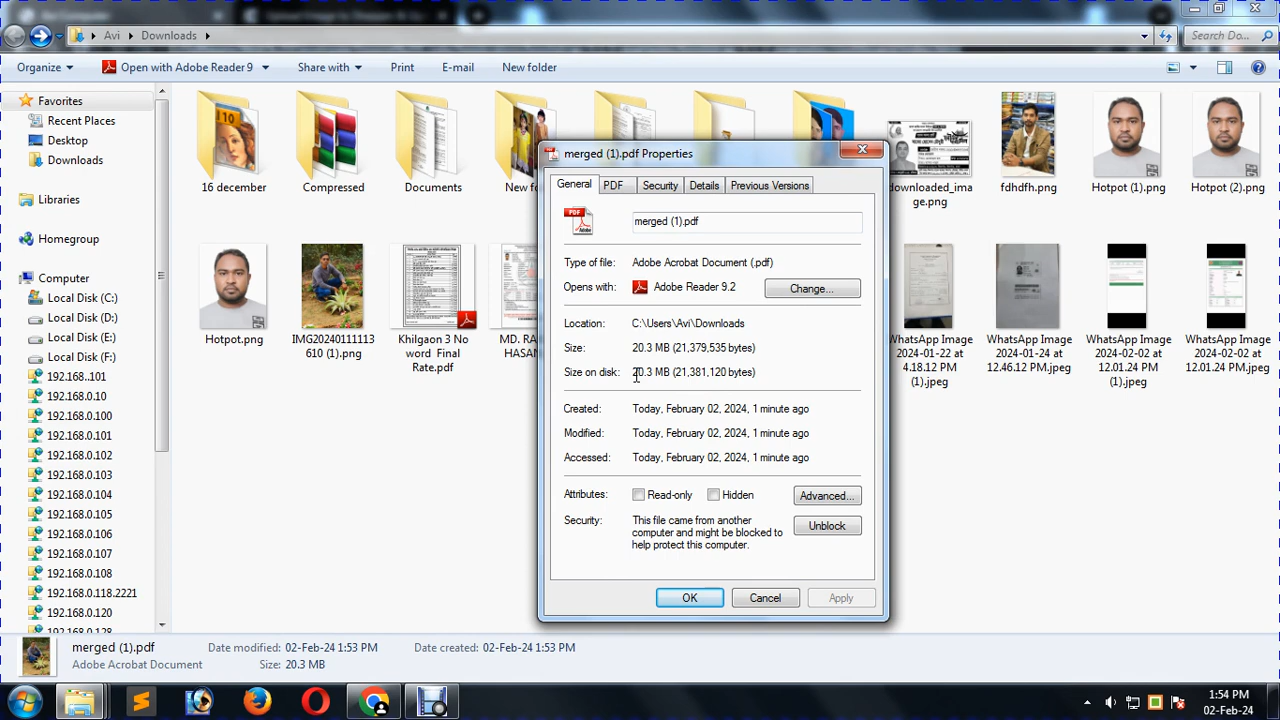 Avi
Downloads
Search Do...
Organize
Open with Adobe Reader 9
Share with
Print
E-mail
New folder
Favorites
Recent Places
Desktop
Downloads
Libraries
Homegroup
Computer
Local Disk (C:)
Local Disk (D:)
Local Disk (E:)
Local Disk (F:)
192.168..101
192.168.0.10
192.168.0.100
192.168.0.101
192.168.0.102
192.168.0.103
192.168.0.104
192.168.0.105
192.168.0.106
192.168.0.107
192.168.0.108
192.168.0.118.2221
192.168.0.120
192.168.0.128
16 december
Compressed
Documents
New f
downloaded_ima
ge.png
fdhdfh.png
Hotpot (1).png
Hotpot (2).png
Hotpot.png
IMG20240111113
610 (1).png
Khilgaon 3 No
word Final
Rate.pdf
MD. RA
HASAN
WhatsApp Image
2024-01-22 at
4.18.12 PM
(1).jpeg
WhatsApp Image
2024-01-24 at
12.46.12 PM.jpeg
WhatsApp Image
2024-02-02 at
12.01.24 PM
(1).jpeg
WhatsApp Image
2024-02-02 at
12.01.24 PM.jpeg
merged (1).pdf Properties
General
PDF
Security
Details
Previous Versions
PDF
Adobe
merged (1).pdf
Type of file: Adobe Acrobat Document (.pdf)
Opens with: Adobe Reader 9.2
Change...
Location: C:\Users\Avi\Downloads
Size: 20.3 MB (21,379,535 bytes)
Size on disk: 20.3 MB (21,381,120 bytes)
Created: Today, February 02, 2024, 1 minute ago
Modified: Today, February 02, 2024, 1 minute ago
Accessed: Today, February 02, 2024, 1 minute ago
Attributes: Read-only Hidden
Advanced...
Security: This file came from another
computer and might be blocked to
help protect this computer.
Unblock
OK
Cancel
Apply
merged (1).pdf Date modified: 02-Feb-24 1:53 PM Date created: 02-Feb-24 1:53 PM
Adobe Acrobat Document Size: 20.3 MB
1:54 PM
02-Feb-24